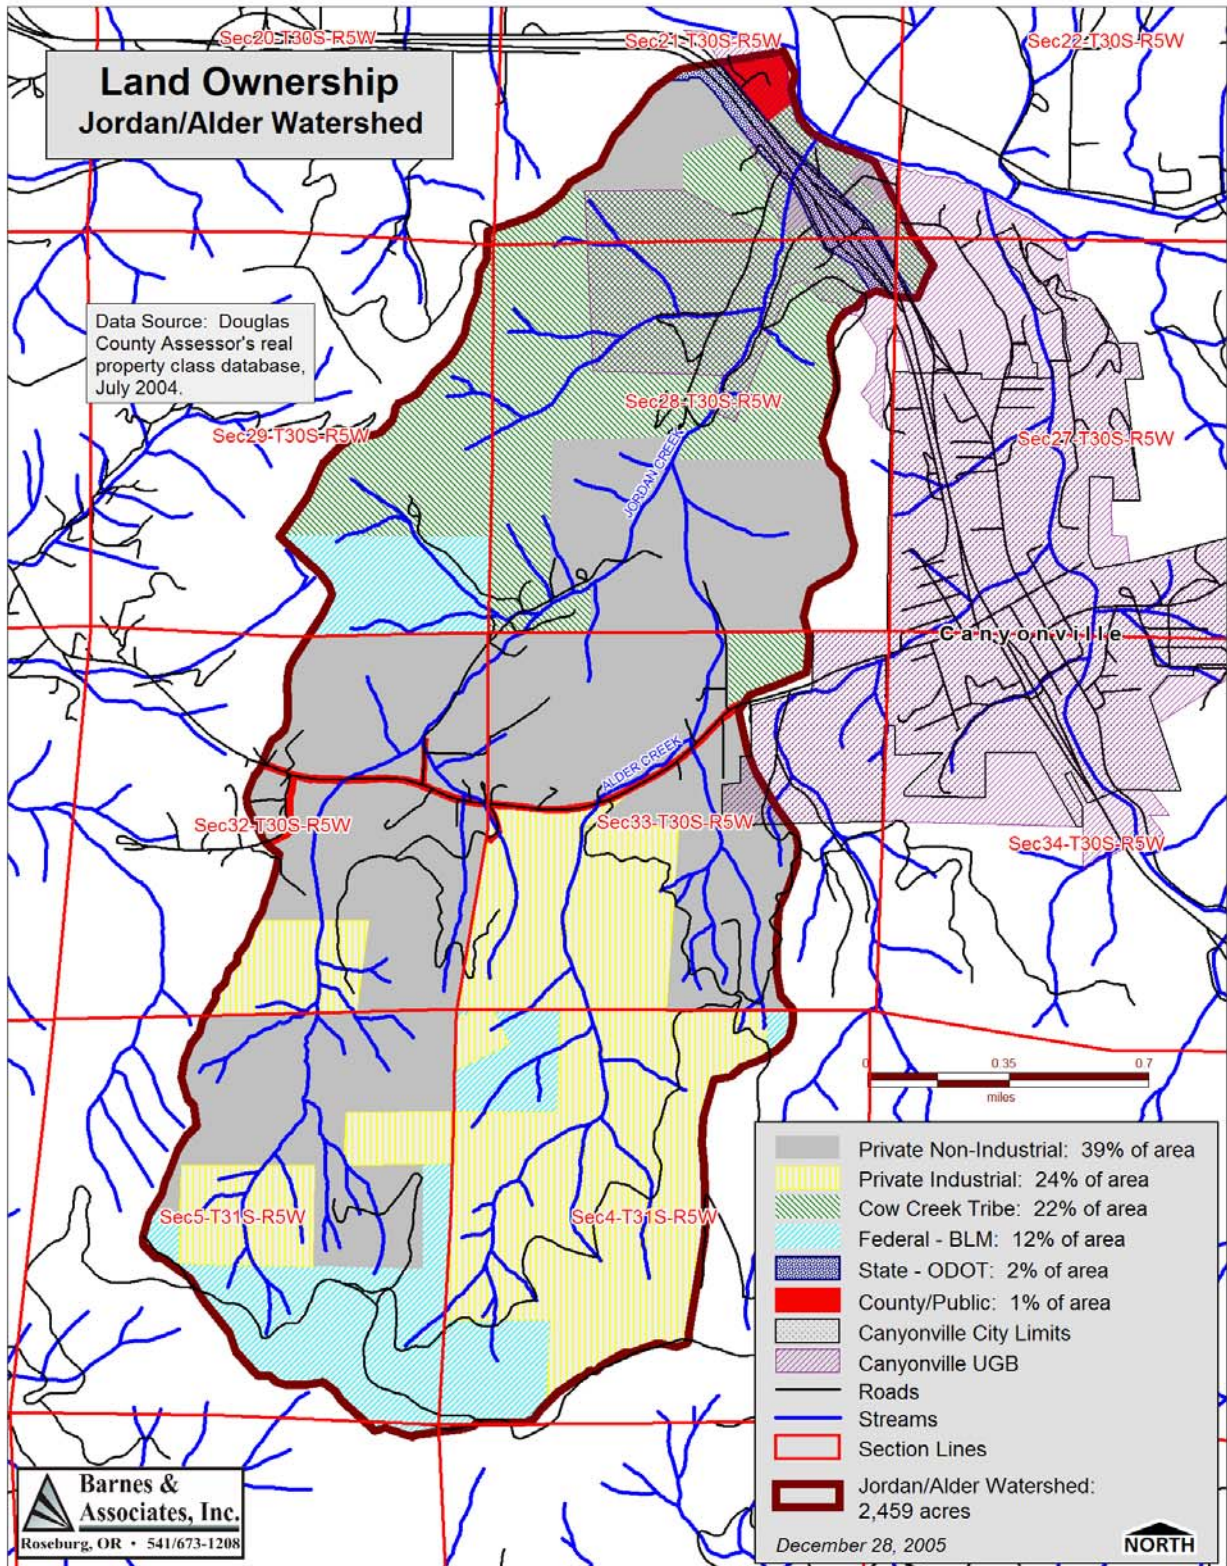 Sec20-T30S-R5W
Sec21-T30S-R5W
Sec22-T30S-R5W
Land Ownership
Jordan/Alder Watershed
Data Source: Douglas
County Assessor's real
property class database,
July 2004.
Sec28-T30S-R5W
Sec29-T30S-R5W
Sec27-T30S-R5W
JORDAN CREEK
Canyonville
ALDER CREEK
Sec32-T30S-R5W
Sec33-T30S-R5W
Sec34-T30S-R5W
0 0.35 0.7
miles
Sec5-T31S-R5W
Sec4-T31S-R5W
Private Non-Industrial: 39% of area
Private Industrial: 24% of area
Cow Creek Tribe: 22% of area
Federal - BLM: 12% of area
State - ODOT: 2% of area
County/Public: 1% of area
Canyonville City Limits
Canyonville UGB
Roads
Streams
Section Lines
Jordan/Alder Watershed:
2,459 acres
December 28, 2005
NORTH
Barnes &
Associates, Inc.
Roseburg, OR • 541/673-1208